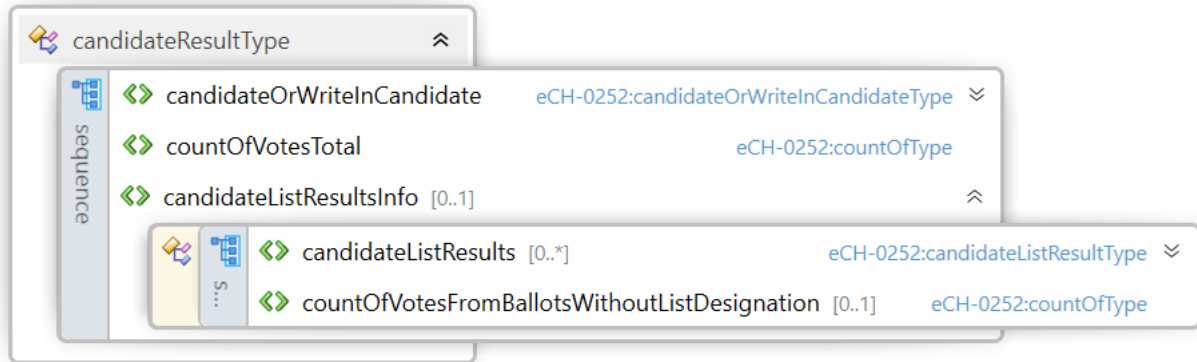 candidateResultType
sequence
candidateOrWriteInCandidate eCH-0252:candidateOrWriteInCandidateType
countOfVotesTotal eCH-0252:countOfType
candidateListResultsInfo [0..1]
s...
candidateListResults [0..*] eCH-0252:candidateListResultType
countOfVotesFromBallotsWithoutListDesignation [0..1] eCH-0252:countOfType